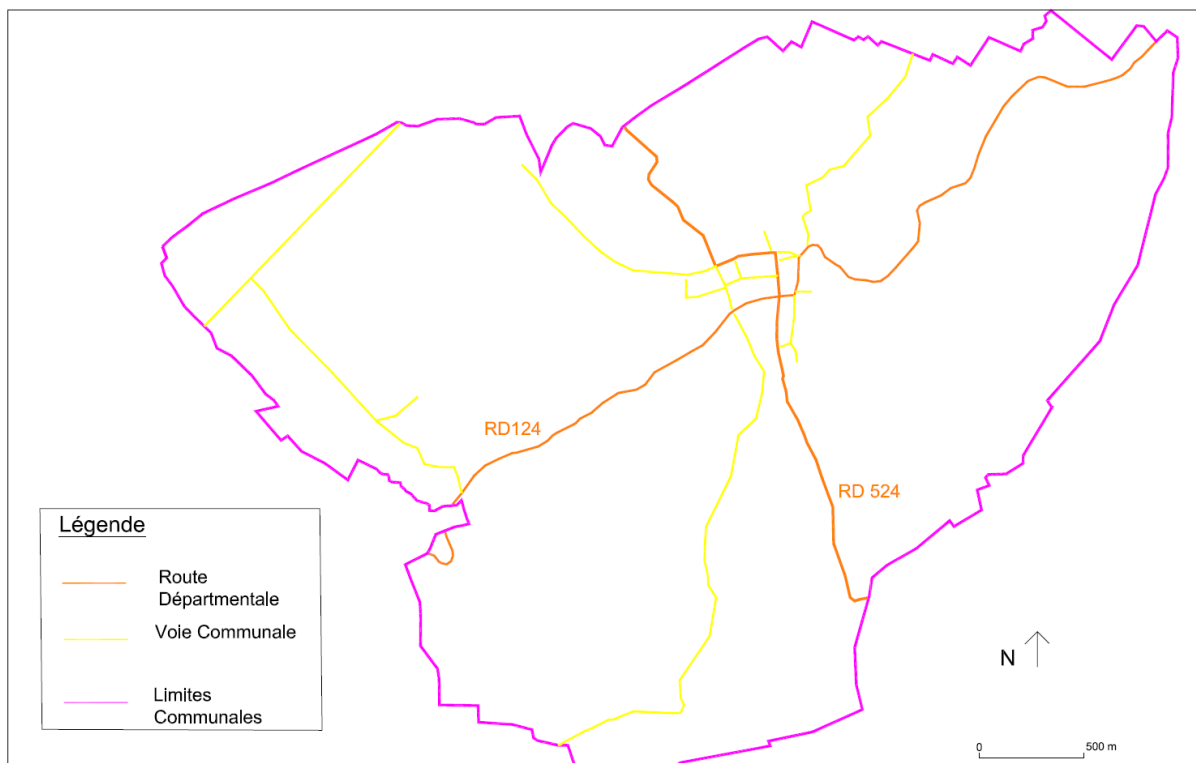 RD124
RD 524
Légende
Route
Départmentale
Voie Communale
Limites
Communales
N
0 500 m